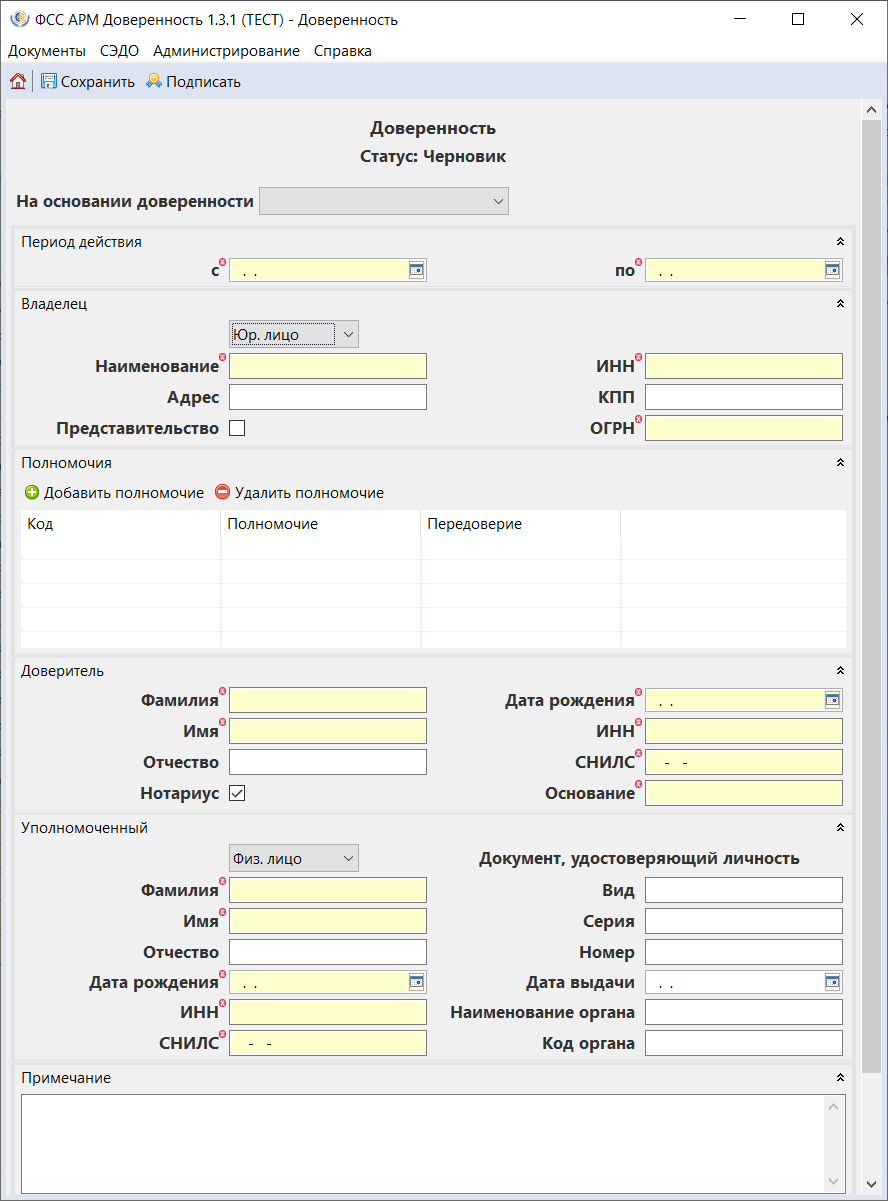 ФСС АРМ Доверенность 1.3.1 (ТЕСТ) - Доверенность
Документы СЭДО Администрирование Справка
Сохранить Подписать
Доверенность
Статус: Черновик
На основании доверенности
Период действия
с . . по . .
Владелец
Юр. лицо
Наименование ИНН
Адрес КПП
Представительство ОГРН
Полномочия
Добавить полномочие Удалить полномочие
Код Полномочие Передоверие
Доверитель
Фамилия Дата рождения . .
Имя ИНН
Отчество СНИЛС - -
Нотариус Основание
Уполномоченный
Физ. лицо Документ, удостоверяющий личность
Фамилия Вид
Имя Серия
Отчество Номер
Дата рождения . . Дата выдачи . .
ИНН Наименование органа
СНИЛС - - Код органа
Примечание